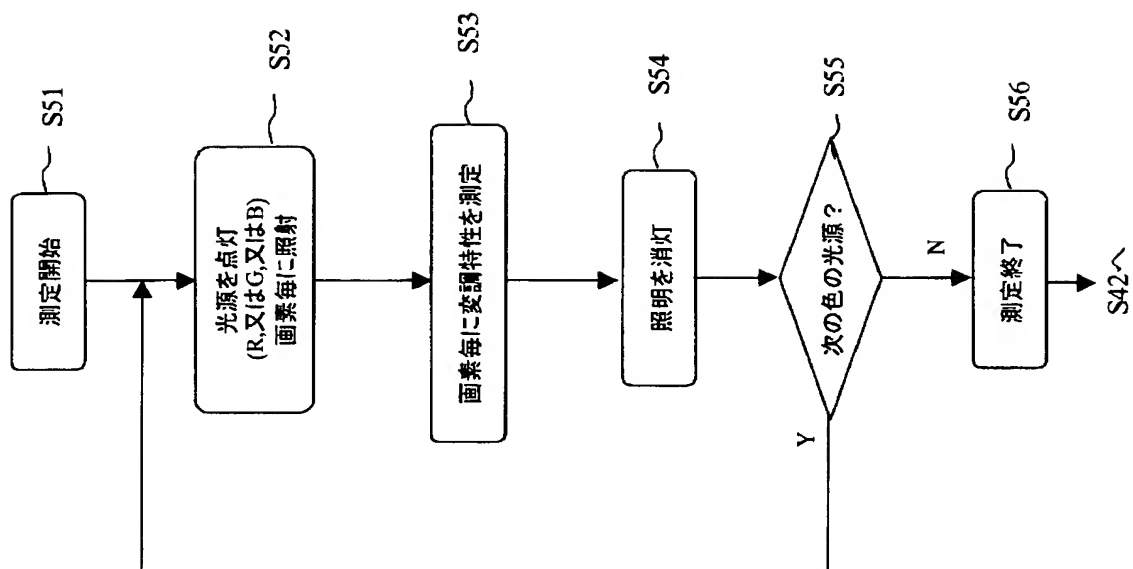 測定開始
S51
光源を点灯
(R,又はG,又はB)
画素毎に照射
S52
画素毎に変調特性を測定
S53
照明を消灯
S54
次の色の光源？
S55
Y
N
測定終了
S56
S42へ